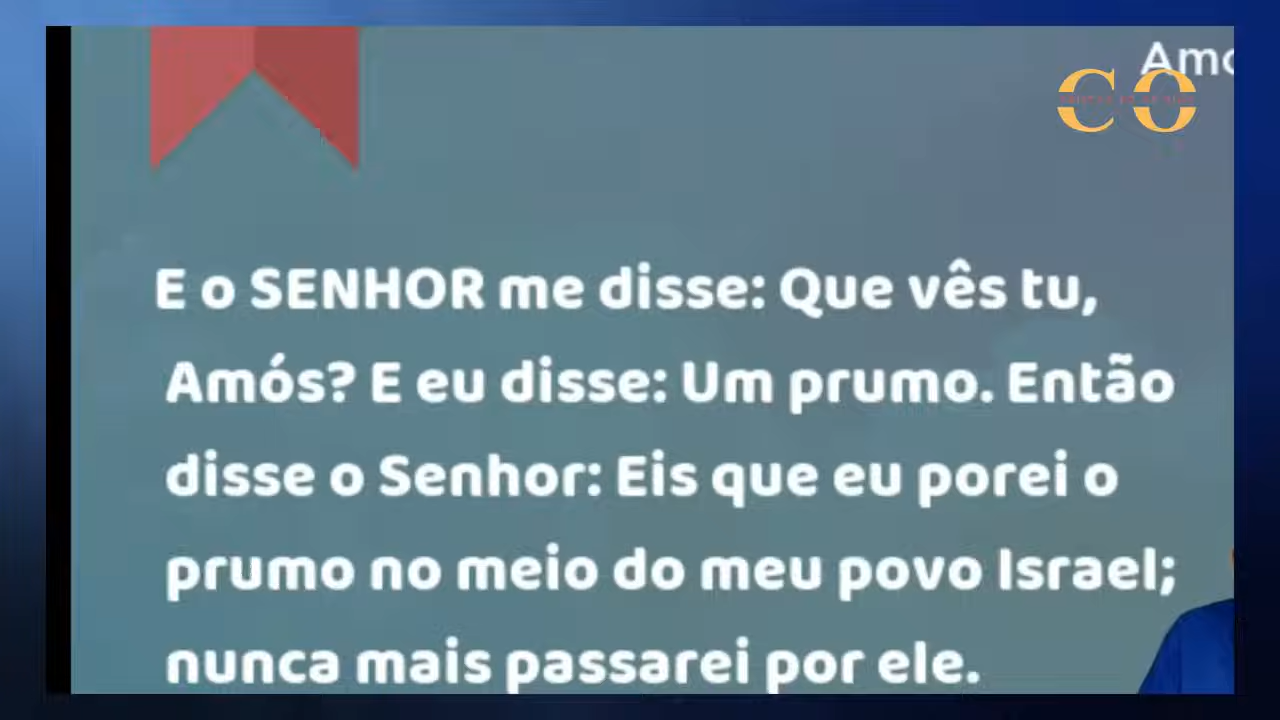 CO
E o SENHOR me disse: Que vês tu,
Amós? E eu disse: Um prumo. Então
disse o Senhor: Eis que eu porei o
prumo no meio do meu povo Israel;
nunca mais passarei por ele.